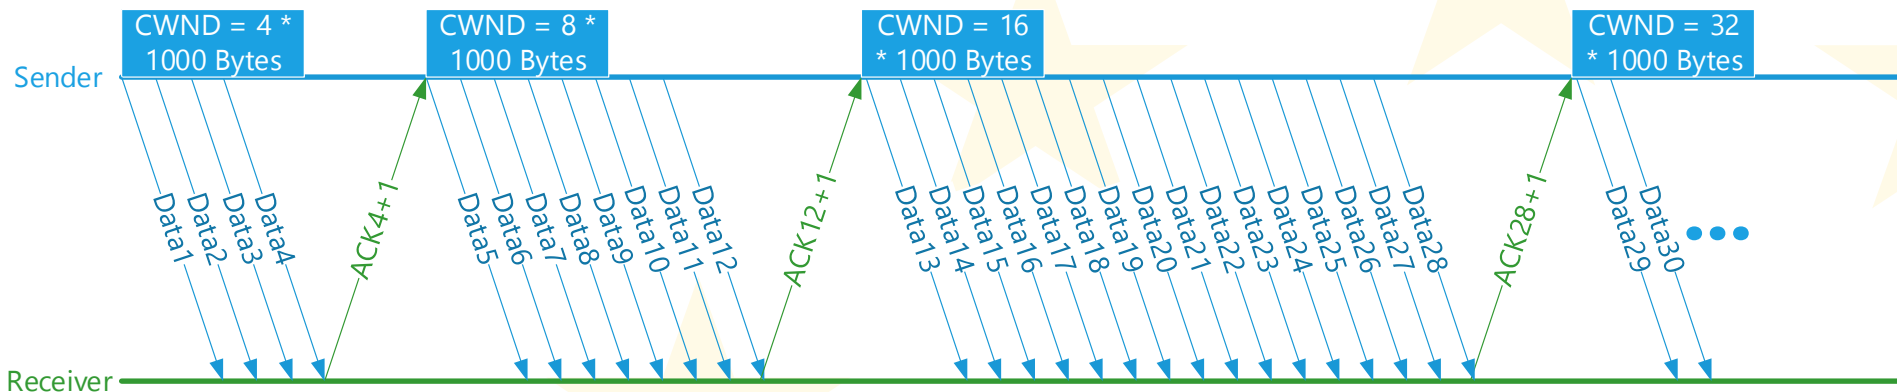 CWND = 4 *
1000 Bytes
CWND = 8 *
1000 Bytes
CWND = 16
* 1000 Bytes
CWND = 32
* 1000 Bytes
Sender
Data1
Data2
Data3
Data4
ACK4+1
Data5
Data6
Data7
Data8
Data9
Data10
Data11
Data12
ACK12+1
Data13
Data14
Data15
Data16
Data17
Data18
Data19
Data20
Data21
Data22
Data23
Data24
Data25
Data26
Data27
Data28
ACK28+1
Data29
Data30
Receiver